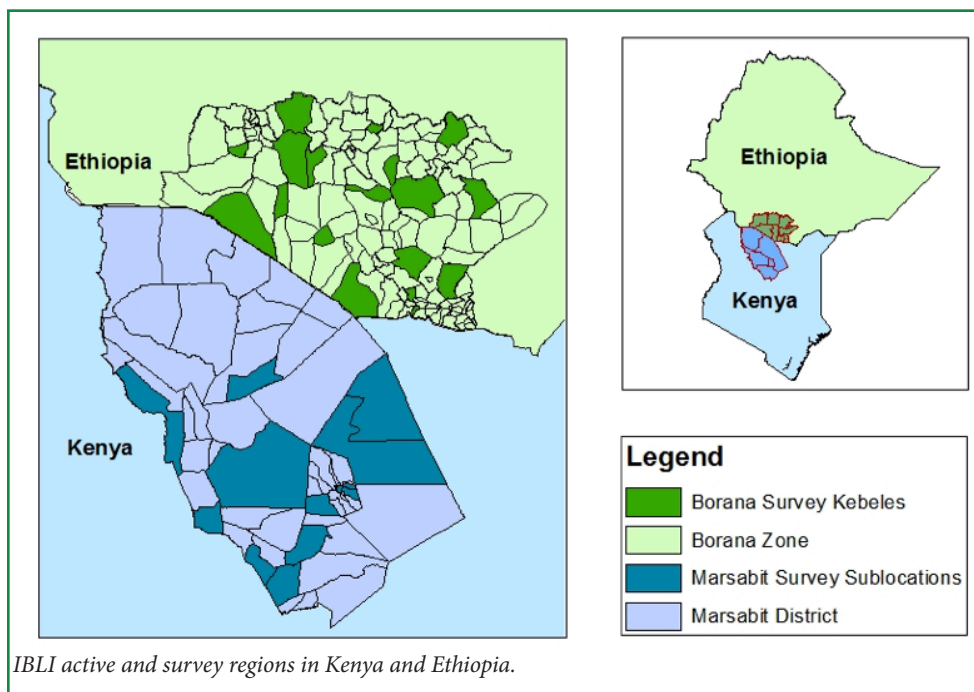 Ethiopia
Kenya
Ethiopia
Kenya
Legend
Borana Survey Kebeles
Borana Zone
Marsabit Survey Sublocations
Marsabit District
IBLI active and survey regions in Kenya and Ethiopia.